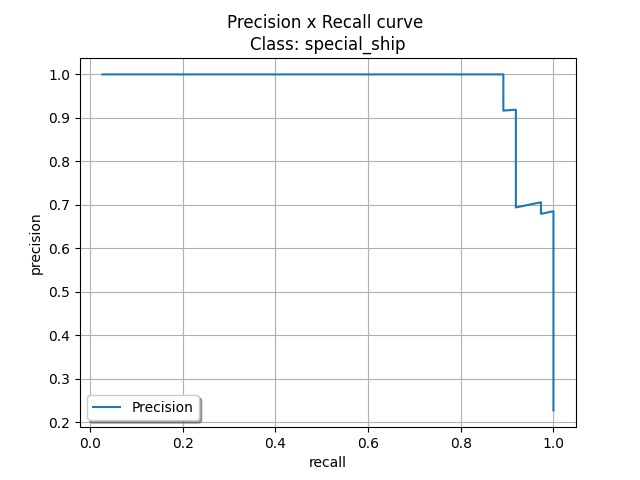 Precision x Recall curve
Class: special_ship
1.0
0.9
0.8
0.7
0.6
0.5
0.4
0.3
0.2
precision
Precision
0.0 0.2 0.4 0.6 0.8 1.0
recall